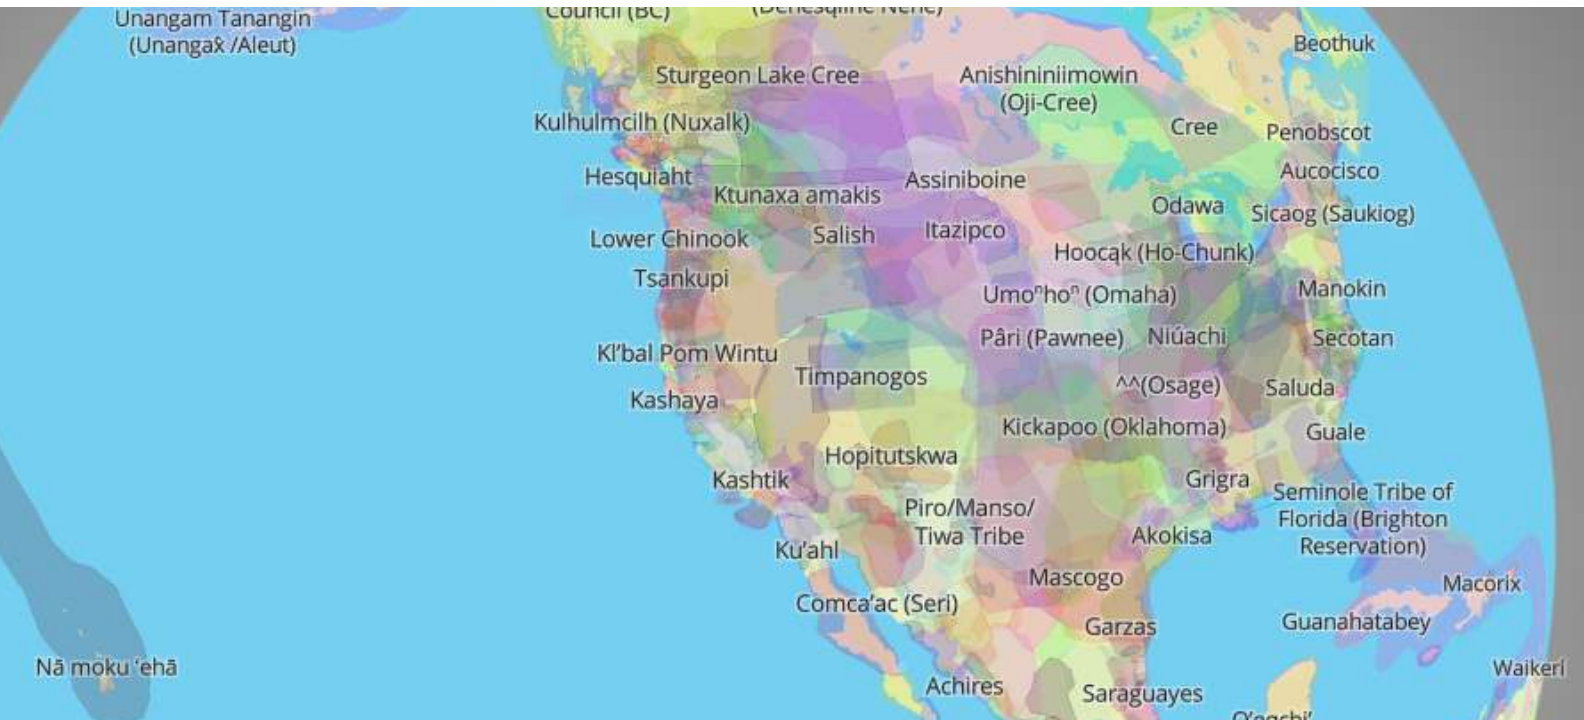 Unangam Tanangin
(Unangax̂ /Aleut)
Council (BC)
(Denesųłıné Nëné)
Beothuk
Sturgeon Lake Cree
Anishininiimowin
(Oji-Cree)
Kulhulmcilh (Nuxalk)
Cree
Penobscot
Hesquiaht
Ktunaxa amakis
Assiniboine
Aucocisco
Odawa
Sicaog (Saukiog)
Lower Chinook
Salish
Itazipco
Hoocąk (Ho-Chunk)
Tsankupi
Umoⁿhoⁿ (Omaha)
Manokin
Pâri (Pawnee)
Niúachi
Secotan
Kl'bal Pom Wintu
Timpanogos
^^(Osage)
Saluda
Kashaya
Kickapoo (Oklahoma)
Guale
Hopitutskwa
Kashtik
Grigra
Seminole Tribe of
Florida (Brighton
Reservation)
Piro/Manso/
Tiwa Tribe
Akokisa
Ku'ahl
Mascogo
Macorix
Comca'ac (Seri)
Garzas
Guanahatabey
Nā moku ʻehā
Waikerí
Achires
Saraguayes
Q'eqchi'